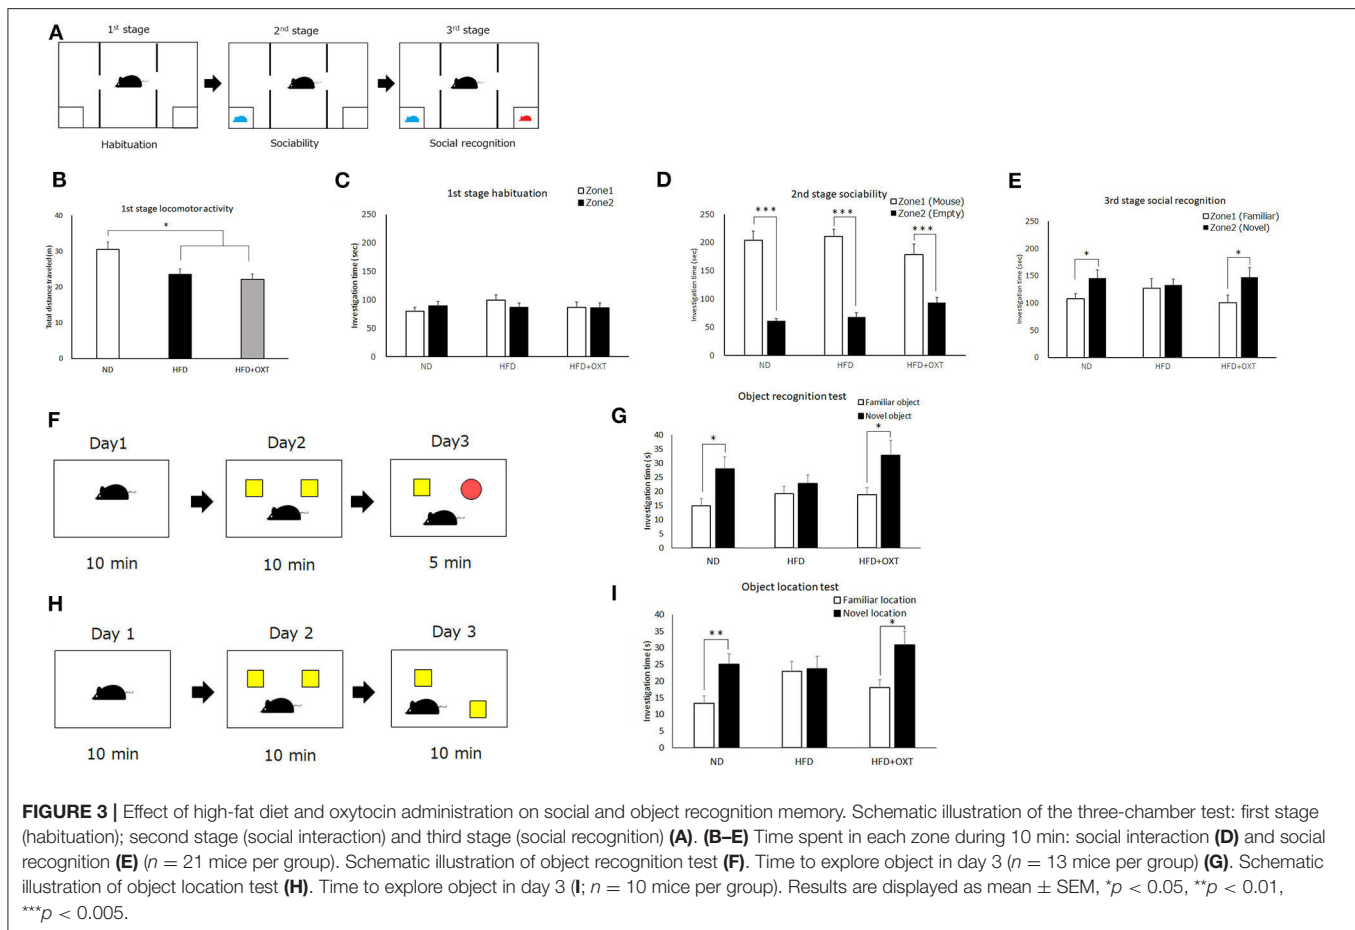 A
1st stage
2nd stage
3rd stage
Habituation
Sociability
Social recognition
B
1st stage locomotor activity
*
Total distance traveled (m)
40
30
20
10
0
ND
HFD
HFD+OXT
C
1st stage habituation
Zone1
Zone2
Investigation time (sec)
250
200
150
100
50
0
ND
HFD
HFD+OXT
D
2nd stage sociability
Zone1 (Mouse)
Zone2 (Empty)
***
***
***
Investigation time (sec)
250
200
150
100
50
0
ND
HFD
HFD+OXT
E
3rd stage social recognition
Zone1 (Familiar)
Zone2 (Novel)
*
*
Investigation time (sec)
250
200
150
100
50
0
ND
HFD
HFD+OXT
F
Day1
Day2
Day3
10 min
10 min
5 min
G
Object recognition test
Familiar object
Novel object
*
*
Investigation time (s)
40
35
30
25
20
15
10
5
0
ND
HFD
HFD+OXT
H
Day 1
Day 2
Day 3
10 min
10 min
10 min
I
Object location test
Familiar location
Novel location
**
*
Investigation time (s)
40
35
30
25
20
15
10
5
0
ND
HFD
HFD+OXT
FIGURE 3 | Effect of high-fat diet and oxytocin administration on social and object recognition memory. Schematic illustration of the three-chamber test: first stage
(habituation); second stage (social interaction) and third stage (social recognition) (A). (B–E) Time spent in each zone during 10 min: social interaction (D) and social
recognition (E) (n = 21 mice per group). Schematic illustration of object recognition test (F). Time to explore object in day 3 (n = 13 mice per group) (G). Schematic
illustration of object location test (H). Time to explore object in day 3 (I; n = 10 mice per group). Results are displayed as mean ± SEM, *p < 0.05, **p < 0.01,
***p < 0.005.